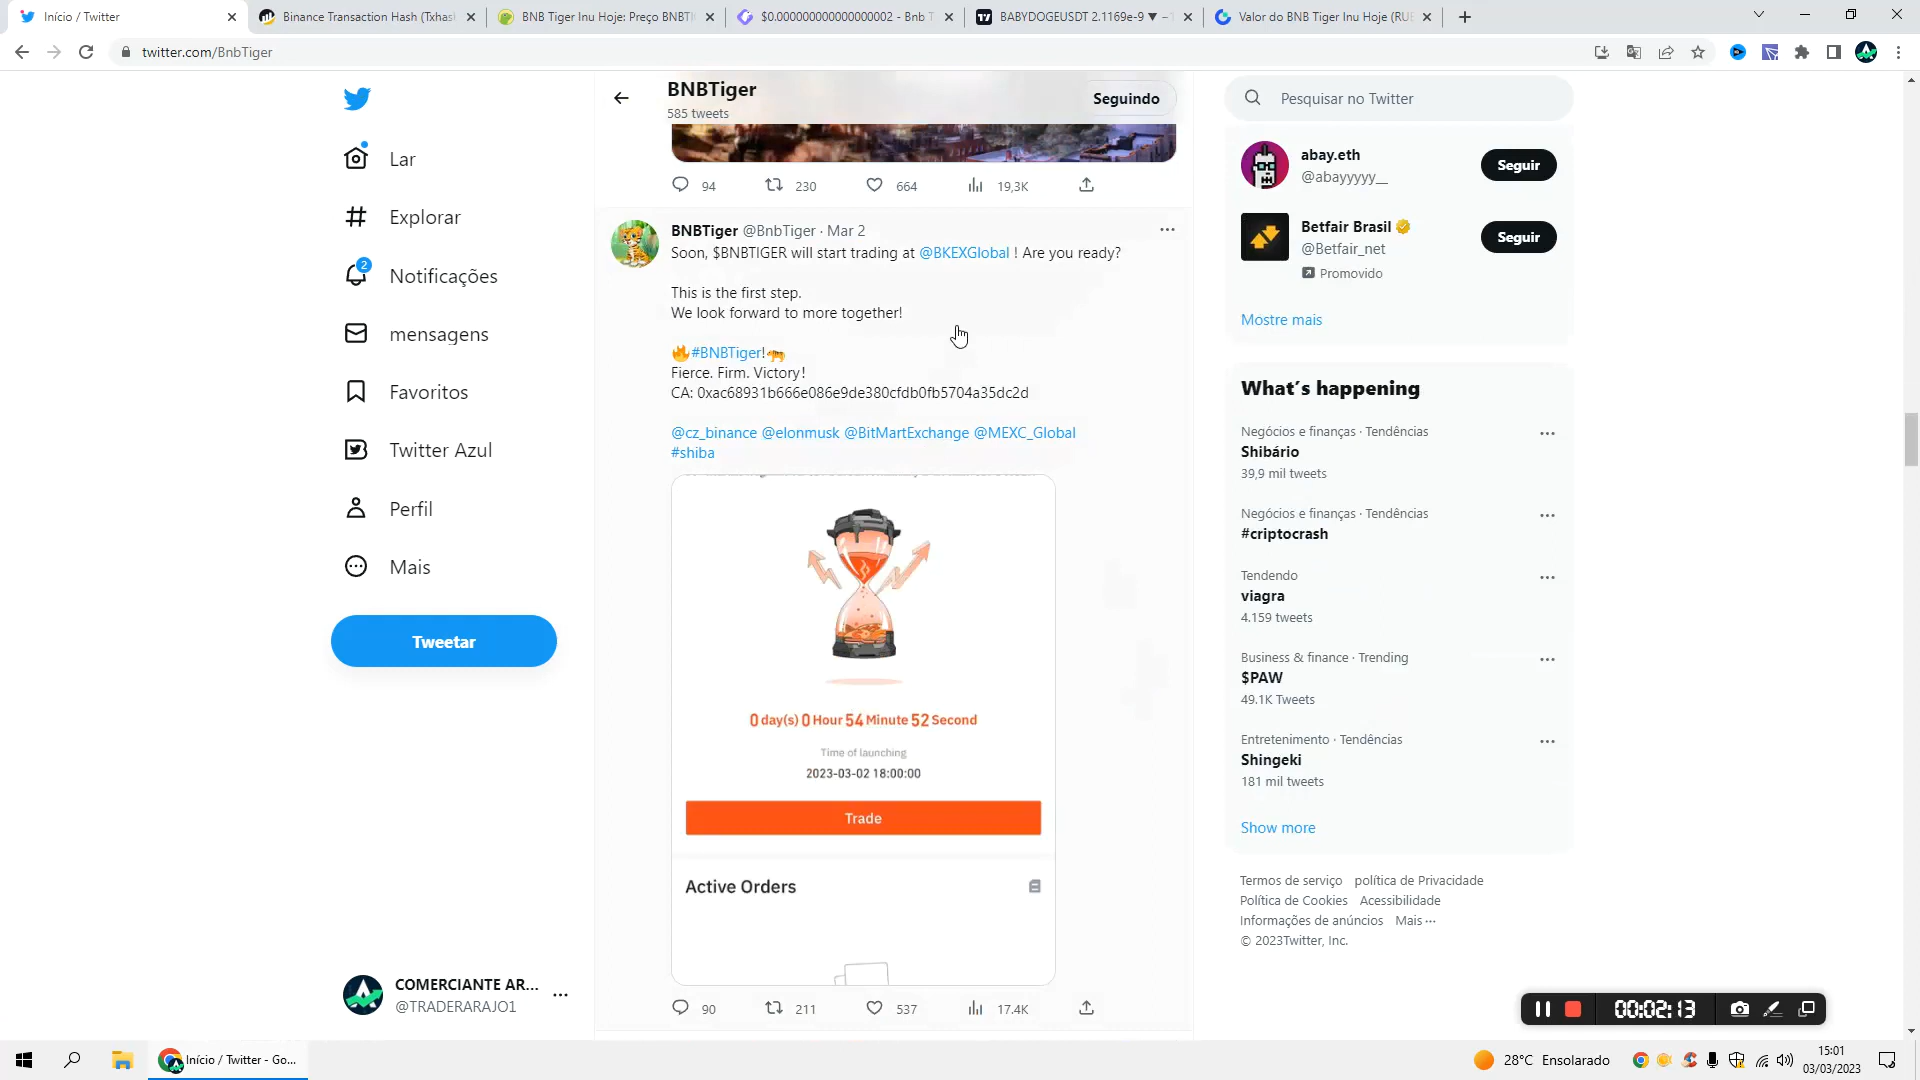 Início / Twitter
Binance Transaction Hash (Txhas
BNB Tiger Inu Hoje: Preço BNBTI
$0.000000000000000002 - Bnb T
BABYDOGEUSDT 2.1169e-9 ▼ −1
Valor do BNB Tiger Inu Hoje (RUB
twitter.com/BnbTiger
Lar
Explorar
2
Notificações
mensagens
Favoritos
Twitter Azul
Perfil
Mais
Tweetar
COMERCIANTE AR...
@TRADERARAJO1
BNBTiger
585 tweets
Seguindo
94
230
664
19,3K
BNBTiger @BnbTiger · Mar 2
Soon, $BNBTIGER will start trading at @BKEXGlobal ! Are you ready?
This is the first step.
We look forward to more together!
🔥#BNBTiger!🐅
Fierce. Firm. Victory!
CA: 0xac68931b666e086e9de380cfdb0fb5704a35dc2d
@cz_binance @elonmusk @BitMartExchange @MEXC_Global
#shiba
0 day(s) 0 Hour 54 Minute 52 Second
Time of launching
2023-03-02 18:00:00
Trade
Active Orders
90
211
537
17.4K
Pesquisar no Twitter
abay.eth
@abayyyyy__
Seguir
Betfair Brasil
@Betfair_net
Promovido
Seguir
Mostre mais
What's happening
Negócios e finanças · Tendências
Shibário
39,9 mil tweets
Negócios e finanças · Tendências
#criptocrash
Tendendo
viagra
4.159 tweets
Business & finance · Trending
$PAW
49.1K Tweets
Entretenimento · Tendências
Shingeki
181 mil tweets
Show more
Termos de serviço política de Privacidade
Política de Cookies Acessibilidade
Informações de anúncios Mais ···
© 2023Twitter, Inc.
00:02:13
Início / Twitter - Go...
28°C Ensolarado
15:01
03/03/2023